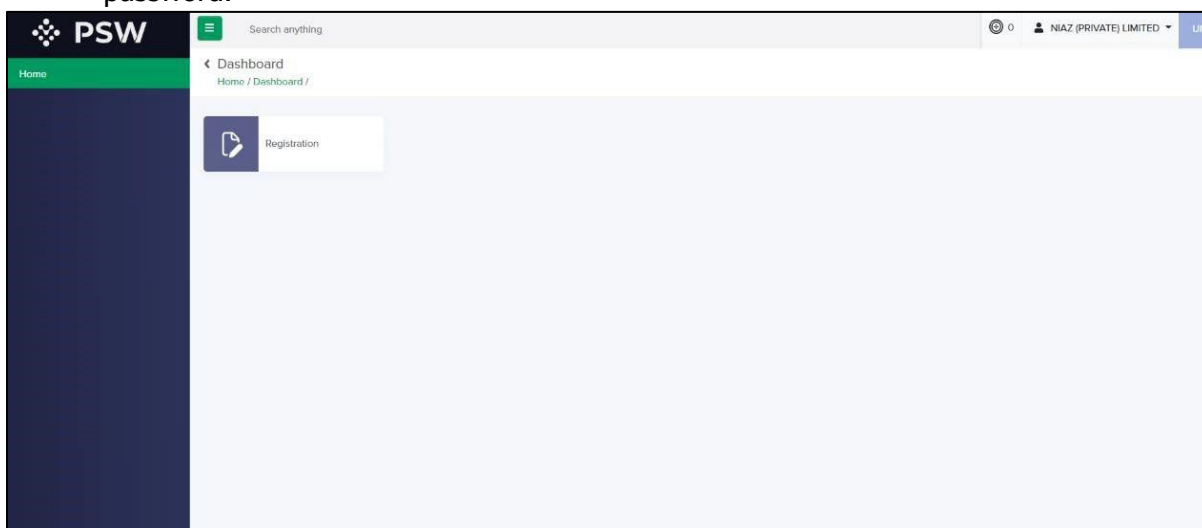 password.
PSW
Search anything
0
NIAZ (PRIVATE) LIMITED
Home
Dashboard
Home / Dashboard /
Registration